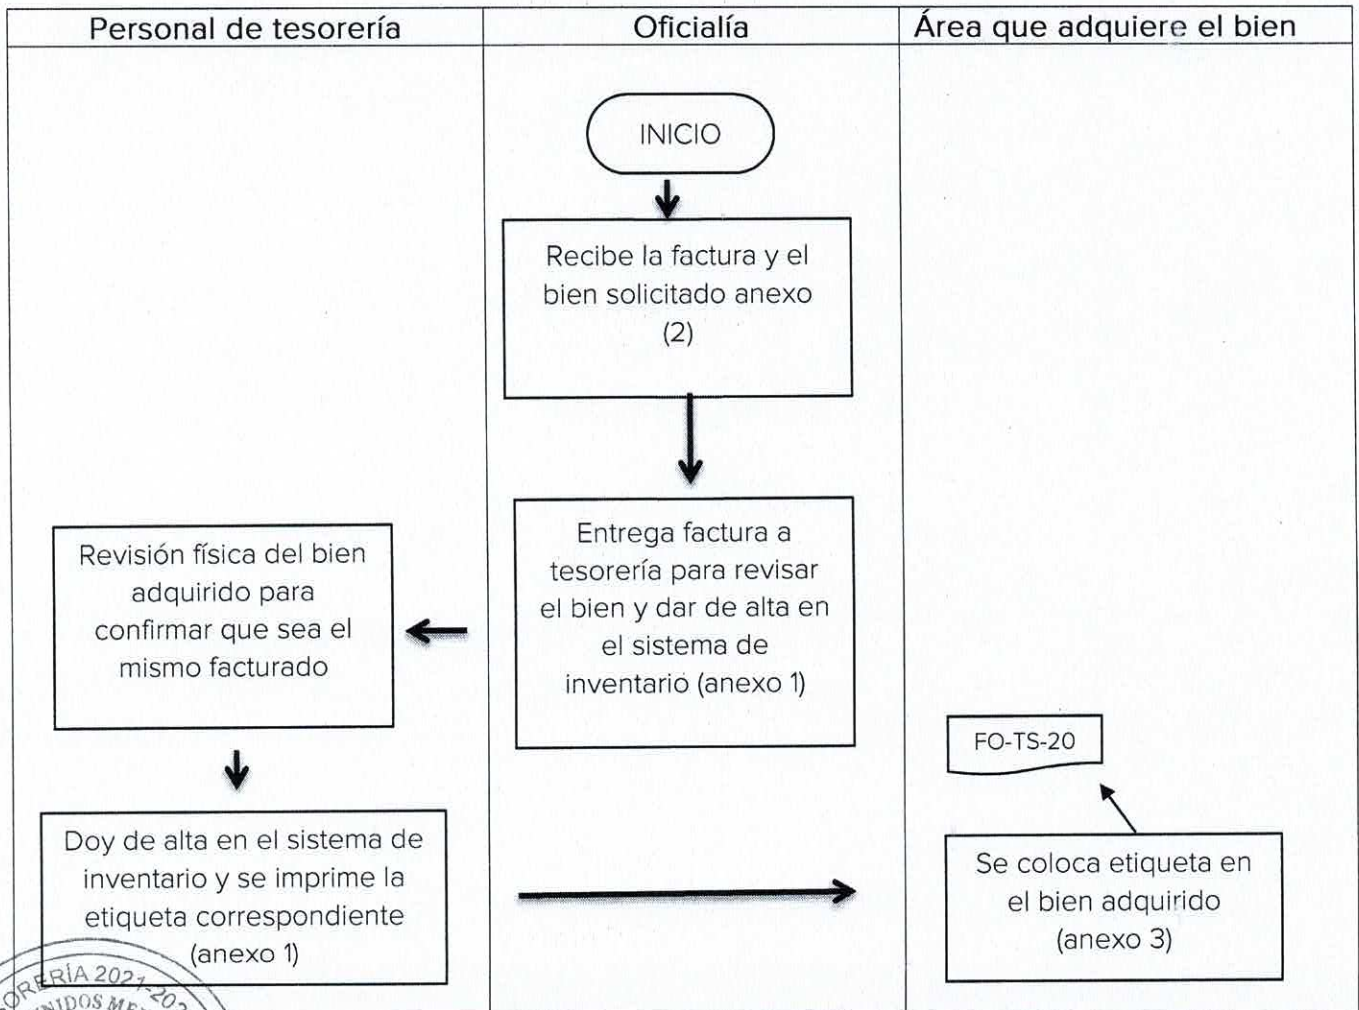 Personal de tesorería
Oficialía
Área que adquiere el bien
INICIO
Recibe la factura y el
bien solicitado anexo
(2)
Entrega factura a
tesorería para revisar
el bien y dar de alta en
el sistema de
inventario (anexo 1)
Revisión física del bien
adquirido para
confirmar que sea el
mismo facturado
Doy de alta en el sistema de
inventario y se imprime la
etiqueta correspondiente
(anexo 1)
FO-TS-20
Se coloca etiqueta en
el bien adquirido
(anexo 3)